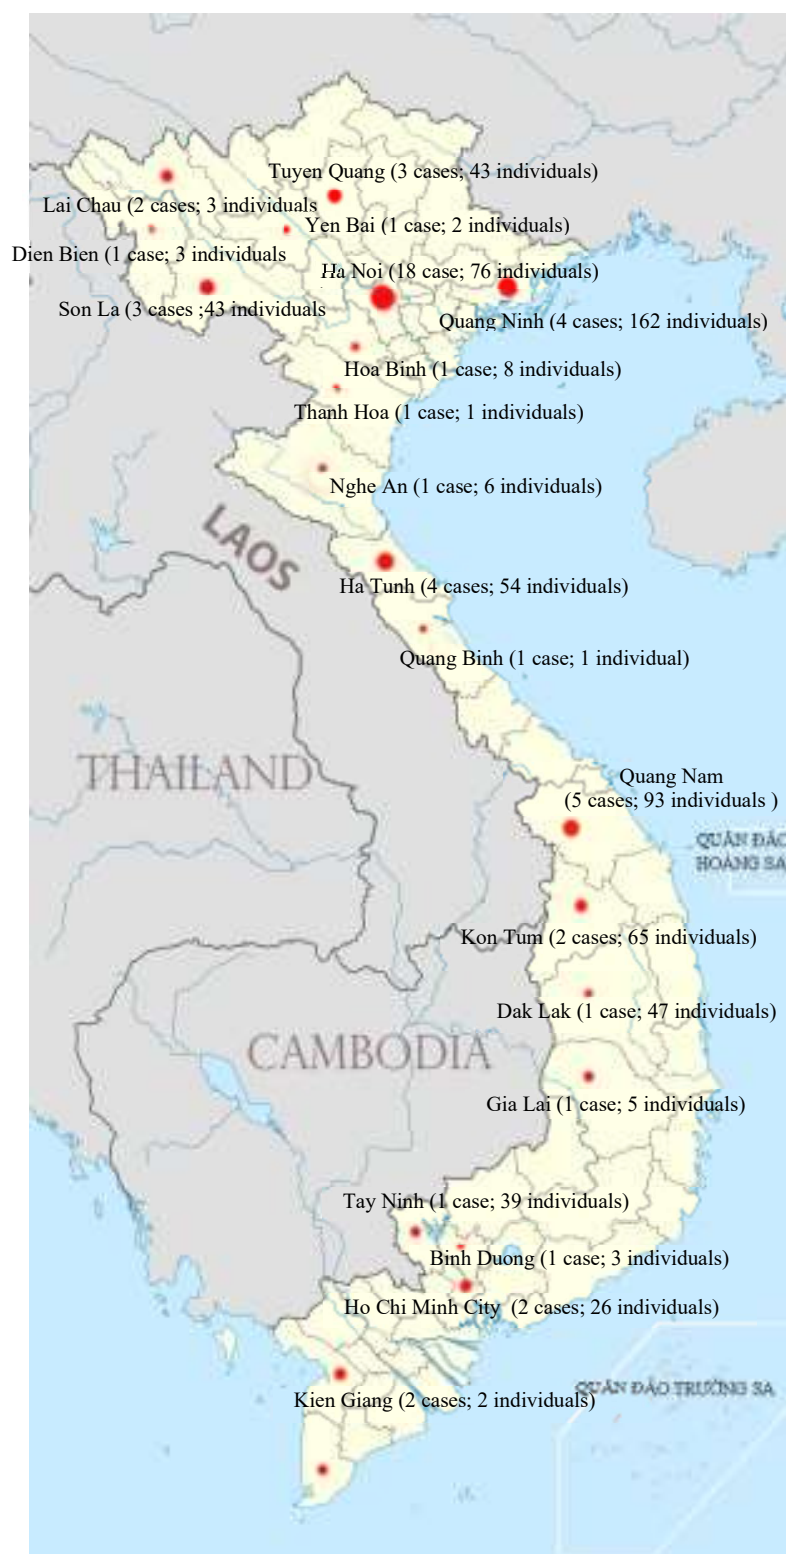 Tuyen Quang (3 cases; 43 individuals)
Lai Chau (2 cases; 3 individuals
Yen Bai (1 case; 2 individuals)
Dien Bien (1 case; 3 individuals
Ha Noi (18 case; 76 individuals)
Son La (3 cases ;43 individuals
Quang Ninh (4 cases; 162 individuals)
Hoa Binh (1 case; 8 individuals)
Thanh Hoa (1 case; 1 individuals)
Nghe An (1 case; 6 individuals)
LAOS
Ha Tunh (4 cases; 54 individuals)
Quang Binh (1 case; 1 individual)
THAILAND
Quang Nam
(5 cases; 93 individuals )
QUẦN ĐẢO
HOÀNG SA
Kon Tum (2 cases; 65 individuals)
Dak Lak (1 case; 47 individuals)
CAMBODIA
Gia Lai (1 case; 5 individuals)
Tay Ninh (1 case; 39 individuals)
Binh Duong (1 case; 3 individuals)
Ho Chi Minh City (2 cases; 26 individuals)
QUẦN ĐẢO TRƯỜNG SA
Kien Giang (2 cases; 2 individuals)